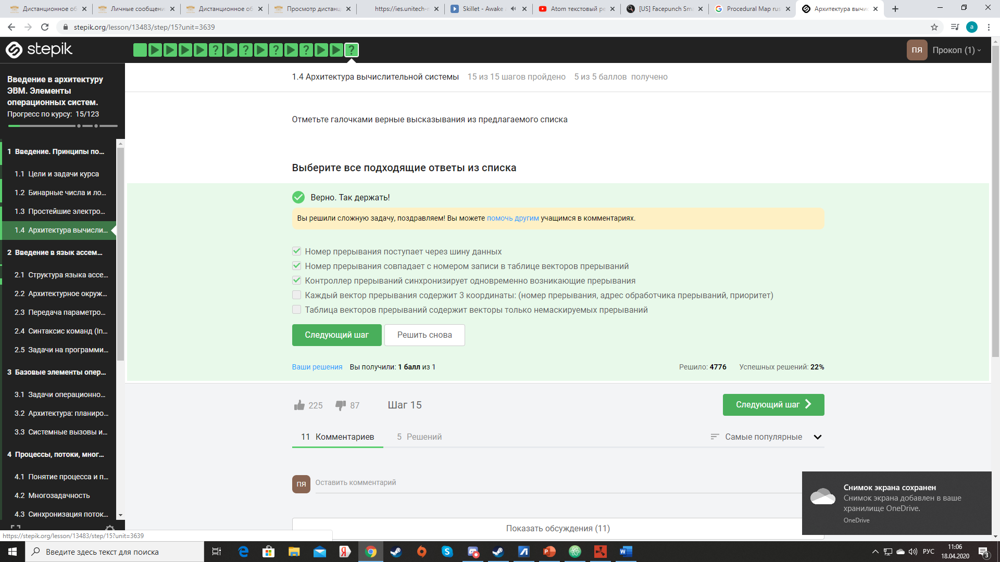 Дистанционное об
Личные сообщени
Дистанционное об
Просмотр дистанц
https://ies.unitech-r
Skillet - Awake a
Atom текстовый ре
[US] Facepunch Sma
Procedural Map rus
Архитектура вычис
stepik.org/lesson/13483/step/15?unit=3639
a
stepik
ПЯ
Прокоп (1)
Введение в архитектуру
ЭВМ. Элементы
операционных систем.
Прогресс по курсу: 15/123
1 Введение. Принципы по...
1.1 Цели и задачи курса
1.2 Бинарные числа и ло...
1.3 Простейшие электро...
1.4 Архитектура вычисли...
2 Введение в язык ассем...
2.1 Структура языка ассе...
2.2 Архитектурное окруж...
2.3 Передача параметро...
2.4 Синтаксис команд (In...
2.5 Задачи на программи...
3 Базовые элементы опер...
3.1 Задачи операционно...
3.2 Архитектура: планиро...
3.3 Системные вызовы и...
4 Процессы, потоки, мног...
4.1 Понятие процесса и п...
4.2 Многозадачность
4.3 Синхронизация поток...
https://stepik.org/lesson/13483/step/15?unit=3639
1.4 Архитектура вычислительной системы 15 из 15 шагов пройдено 5 из 5 баллов получено
Отметьте галочками верные высказывания из предлагаемого списка
Выберите все подходящие ответы из списка
Верно. Так держать!
Вы решили сложную задачу, поздравляем! Вы можете помочь другим учащимся в комментариях.
Номер прерывания поступает через шину данных
Номер прерывания совпадает с номером записи в таблице векторов прерываний
Контроллер прерываний синхронизирует одновременно возникающие прерывания
Каждый вектор прерывания содержит 3 координаты: (номер прерывания, адрес обработчика прерываний, приоритет)
Таблица векторов прерываний содержит векторы только немаскируемых прерываний
Следующий шаг
Решить снова
Ваши решения Вы получили: 1 балл из 1
Решило: 4776 Успешных решений: 22%
225 87 Шаг 15
Следующий шаг
11 Комментариев 5 Решений
Самые популярные
ПЯ
Оставить комментарий
Показать обсуждения (11)
Снимок экрана сохранен
Снимок экрана добавлен в ваше
хранилище OneDrive.
OneDrive
Введите здесь текст для поиска
РУС
11:06
18.04.2020
3